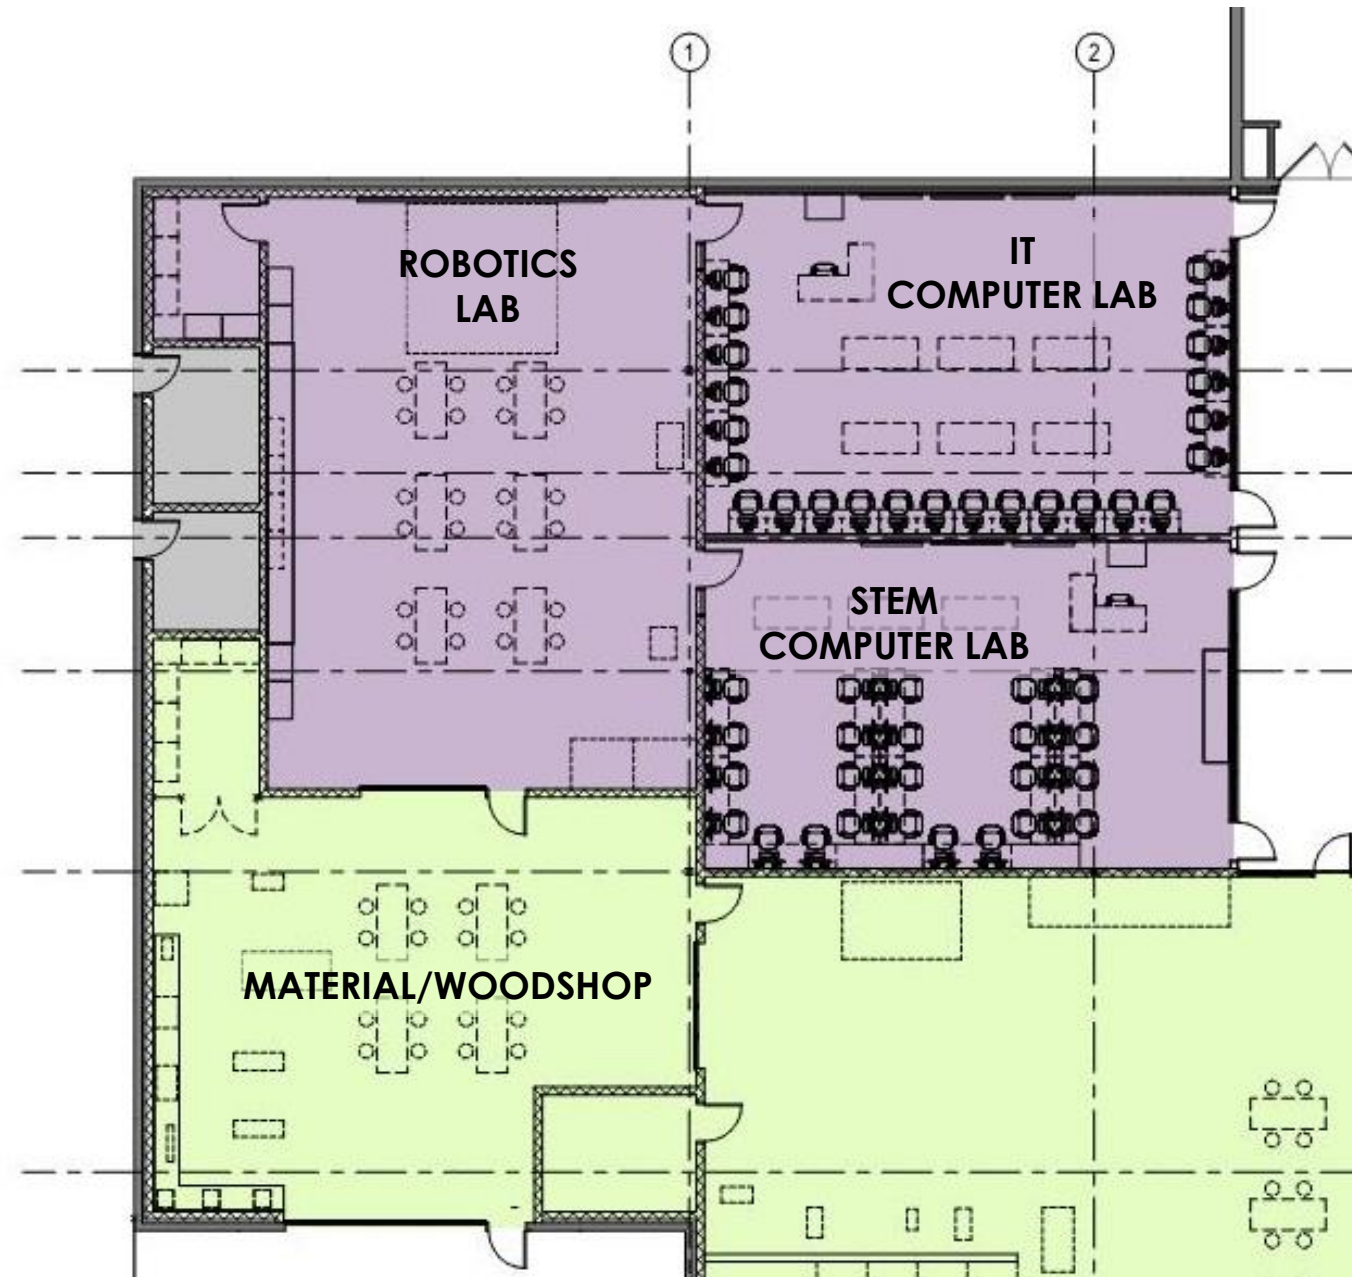 1
2
ROBOTICS
LAB
IT
COMPUTER LAB
STEM
COMPUTER LAB
MATERIAL/WOODSHOP